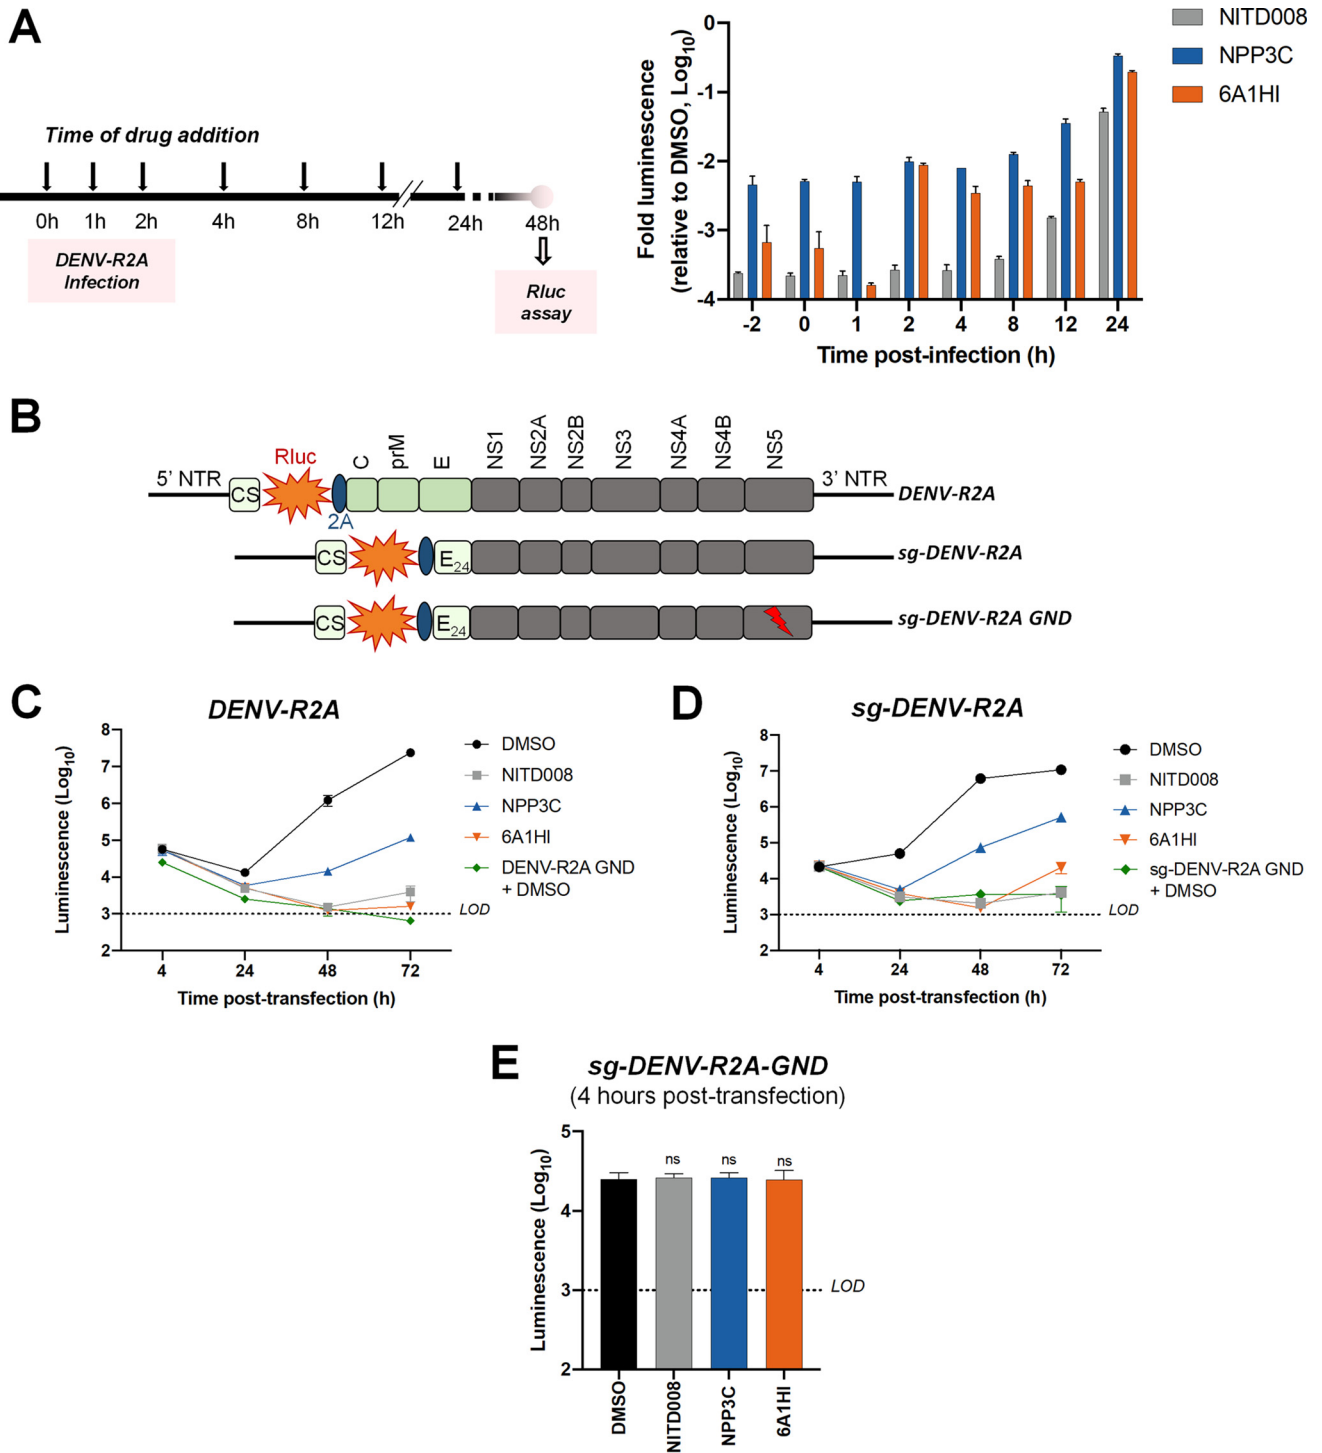 A
Time of drug addition
0h 1h 2h 4h 8h 12h 24h 48h
DENV-R2A
Infection
Rluc
assay
Fold luminescence
(relative to DMSO, Log10)
0
-1
-2
-3
-4
-2 0 1 2 4 8 12 24
Time post-infection (h)
NITD008
NPP3C
6A1HI
B
5' NTR CS Rluc 2A C prM E NS1 NS2A NS2B NS3 NS4A NS4B NS5 3' NTR DENV-R2A
CS E24 sg-DENV-R2A
CS E24 sg-DENV-R2A GND
C
DENV-R2A
Luminescence (Log10)
8
7
6
5
4
3
2
LOD
4 24 48 72
Time post-transfection (h)
DMSO
NITD008
NPP3C
6A1HI
DENV-R2A GND
+ DMSO
D
sg-DENV-R2A
Luminescence (Log10)
8
7
6
5
4
3
2
LOD
4 24 48 72
Time post-transfection (h)
DMSO
NITD008
NPP3C
6A1HI
sg-DENV-R2A GND
+ DMSO
E
sg-DENV-R2A-GND
(4 hours post-transfection)
Luminescence (Log10)
5
4
3
2
ns ns ns
LOD
DMSO
NITD008
NPP3C
6A1HI